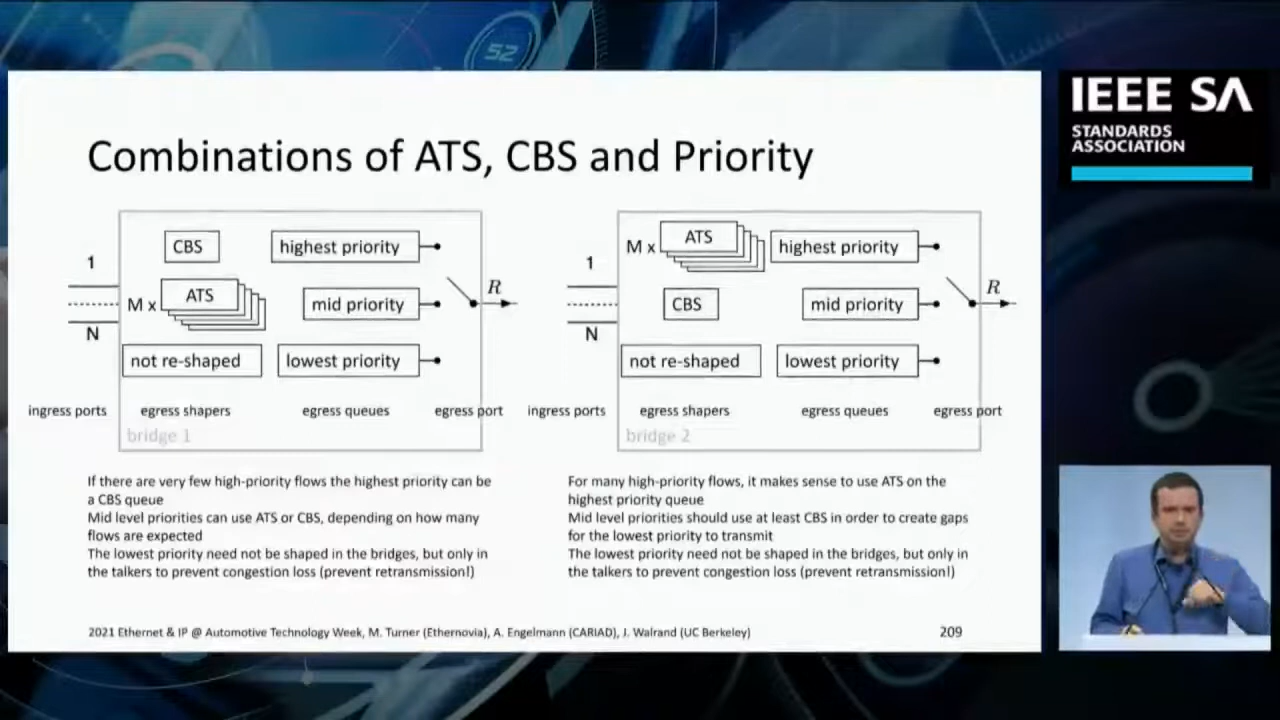 52
IEEE SA
STANDARDS
ASSOCIATION
Combinations of ATS, CBS and Priority
1
N
CBS
M x
ATS
not re-shaped
highest priority
mid priority
lowest priority
R
ingress ports
egress shapers
egress queues
egress port
bridge 1
1
N
M x
ATS
CBS
not re-shaped
highest priority
mid priority
lowest priority
R
ingress ports
egress shapers
egress queues
egress port
bridge 2
If there are very few high-priority flows the highest priority can be
a CBS queue
Mid level priorities can use ATS or CBS, depending on how many
flows are expected
The lowest priority need not be shaped in the bridges, but only in
the talkers to prevent congestion loss (prevent retransmission!)
For many high-priority flows, it makes sense to use ATS on the
highest priority queue
Mid level priorities should use at least CBS in order to create gaps
for the lowest priority to transmit
The lowest priority need not be shaped in the bridges, but only in
the talkers to prevent congestion loss (prevent retransmission!)
2021 Ethernet & IP @ Automotive Technology Week, M. Turner (Ethernovia), A. Engelmann (CARIAD), J. Walrand (UC Berkeley)
209